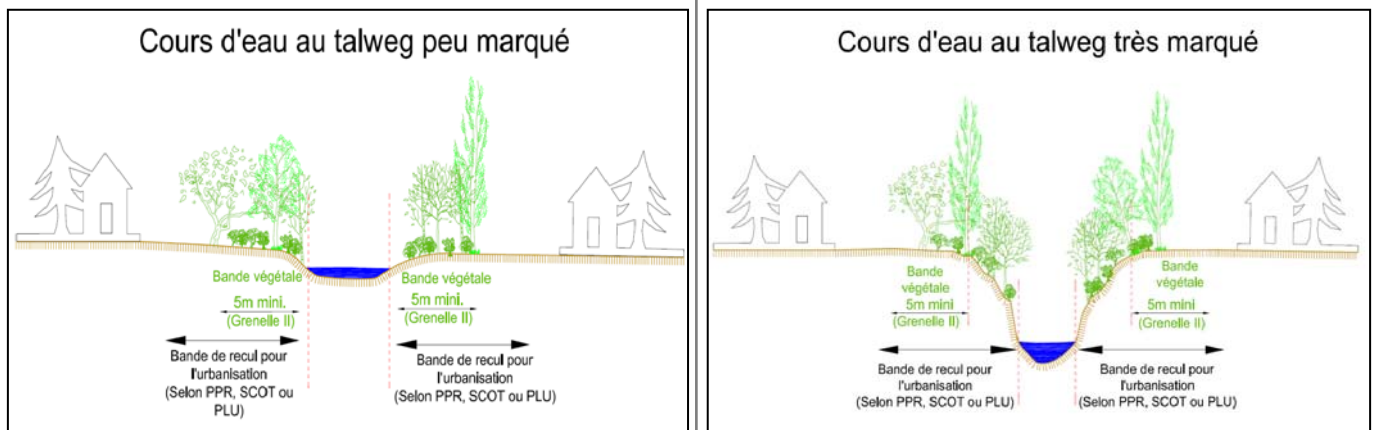 Cours d'eau au talweg peu marqué
Bande végétale
5m mini.
(Grenelle II)
Bande de recul pour
l'urbanisation
(Selon PPR, SCOT ou
PLU)
Bande végétale
5m mini.
(Grenelle II)
Bande de recul pour
l'urbanisation
(Selon PPR, SCOT ou PLU)
Cours d'eau au talweg très marqué
Bande
végétale
5m mini
(Grenelle II)
Bande de recul pour
l'urbanisation
(Selon PPR, SCOT ou PLU)
Bande
végétale
5m mini
(Grenelle II)
Bande de recul pour
l'urbanisation
(Selon PPR, SCOT ou PLU)